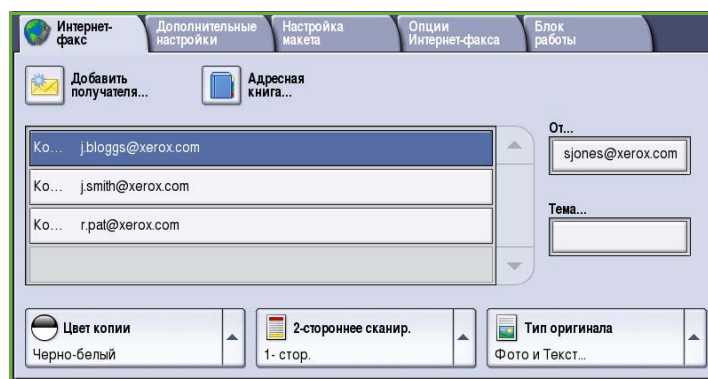 Интернет-
факс
Дополнительные
настройки
Настройка
макета
Опции
Интернет-факса
Блок
работы
Добавить
получателя...
Адресная
книга...
От...
Ко... j.bloggs@xerox.com
sjones@xerox.com
Ко... j.smith@xerox.com
Ко... r.pat@xerox.com
Тема...
Цвет копии
Черно-белый
2-стороннее сканир.
1- стор.
Тип оригинала
Фото и Текст...